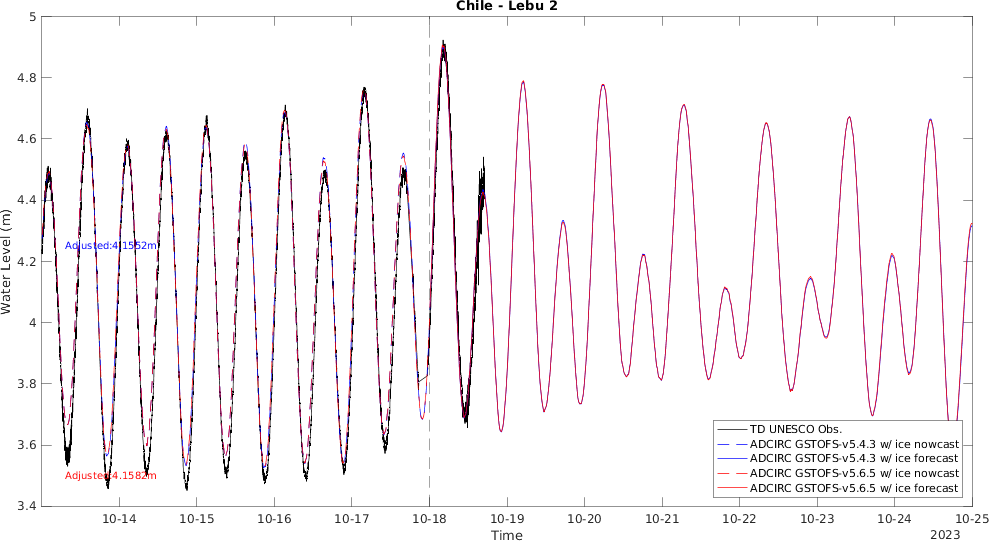 Chile - Lebu 2
Water Level (m)
5
4.8
4.6
4.4
4.2
4
3.8
3.6
3.4
Adjusted:4.1552m
Adjusted:4.1582m
TD UNESCO Obs.
ADCIRC GSTOFS-v5.4.3 w/ ice nowcast
ADCIRC GSTOFS-v5.4.3 w/ ice forecast
ADCIRC GSTOFS-v5.6.5 w/ ice nowcast
ADCIRC GSTOFS-v5.6.5 w/ ice forecast
10-14 10-15 10-16 10-17 10-18 10-19 10-20 10-21 10-22 10-23 10-24 10-25
Time
2023